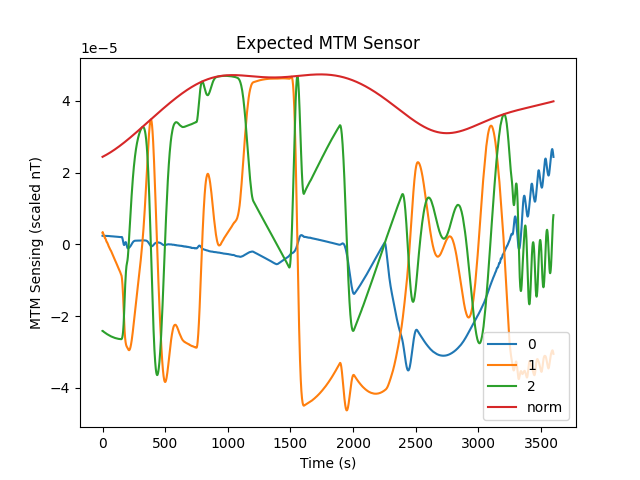 Expected MTM Sensor
1e−5
4
2
0
−2
−4
MTM Sensing (scaled nT)
0
1
2
norm
0 500 1000 1500 2000 2500 3000 3500
Time (s)